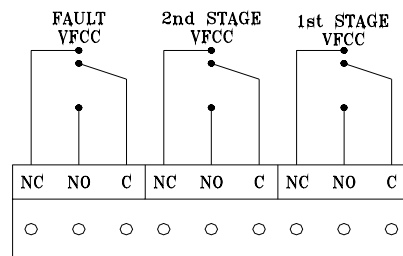 FAULT
VFCC
2nd STAGE
VFCC
1st STAGE
VFCC
NC NO C NC NO C NC NO C